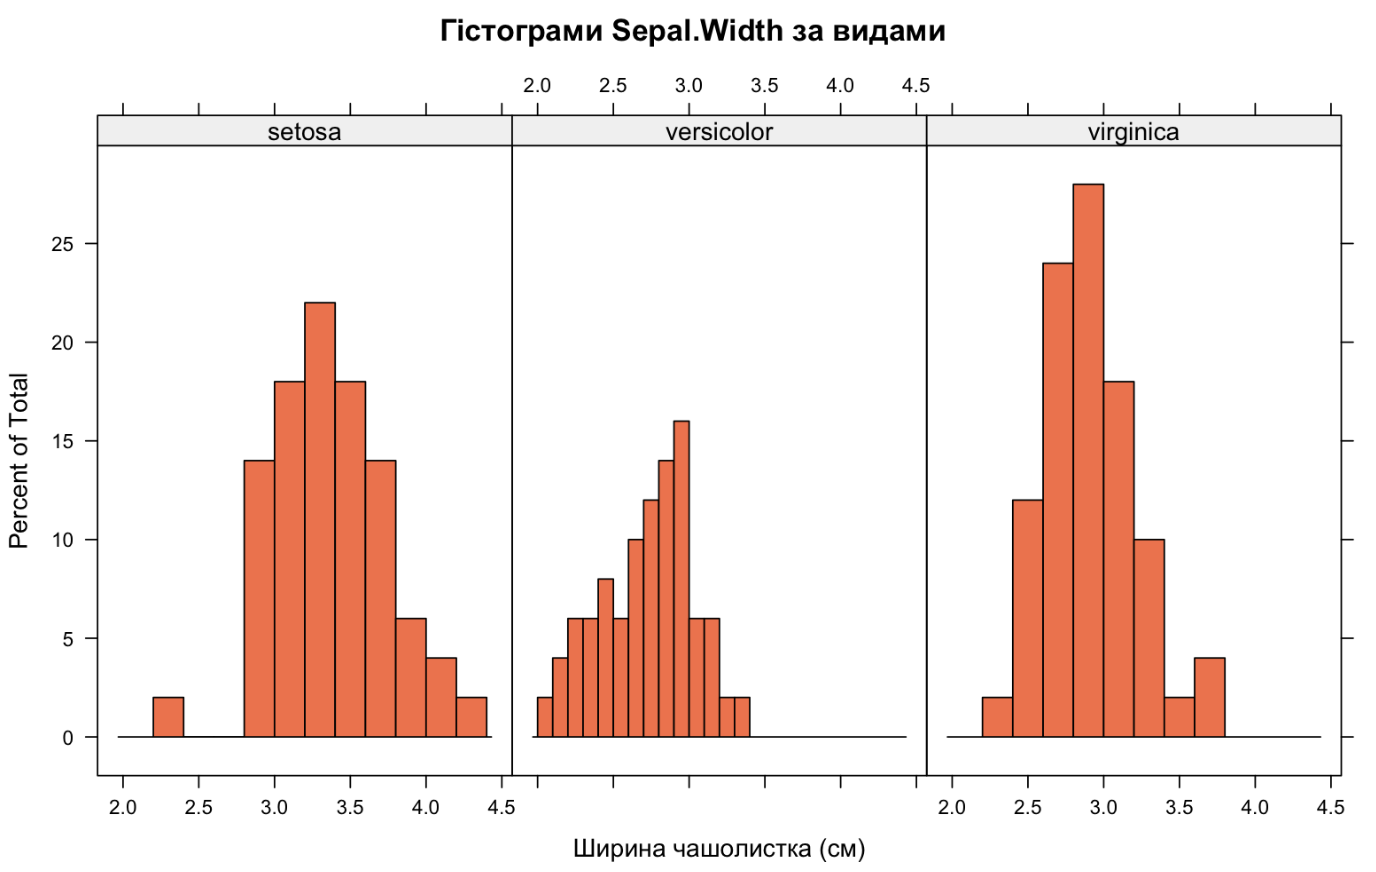 Гістограми Sepal.Width за видами
2.0 2.5 3.0 3.5 4.0 4.5
setosa versicolor virginica
Percent of Total
25
20
15
10
5
0
2.0 2.5 3.0 3.5 4.0 4.5 2.0 2.5 3.0 3.5 4.0 4.5
Ширина чашолистка (см)